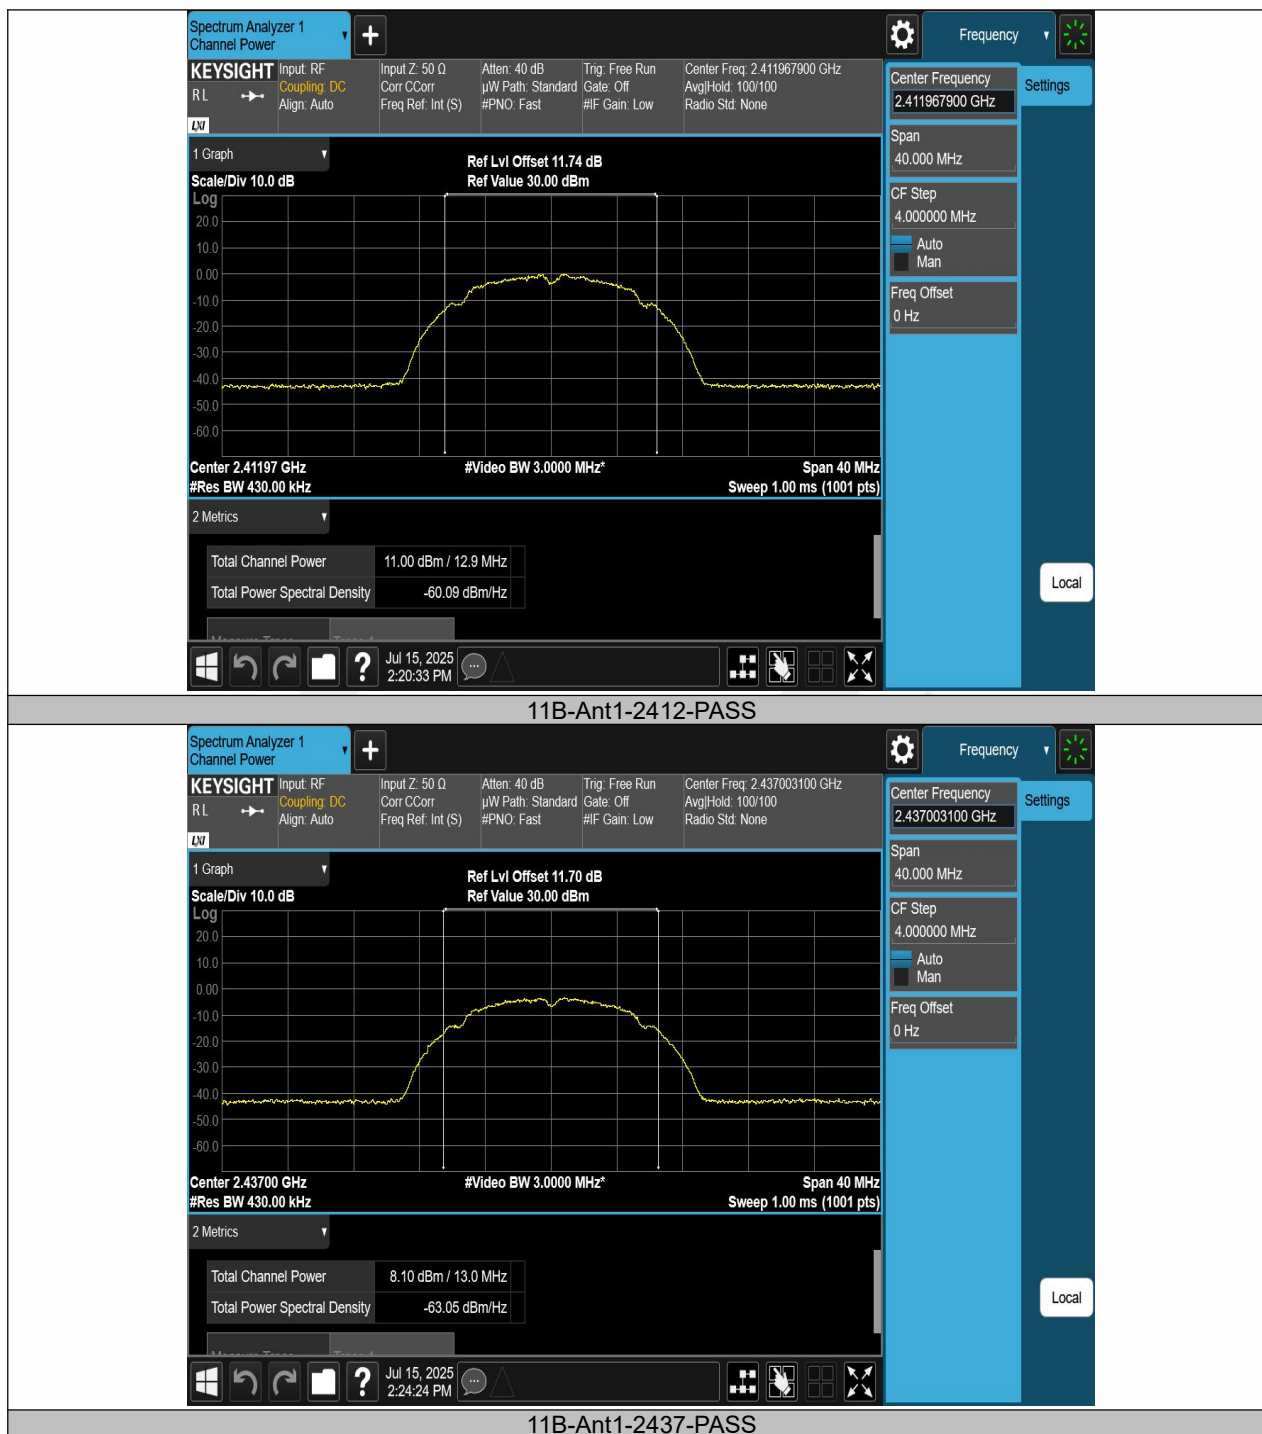 Spectrum Analyzer 1
Channel Power
+
Frequency
KEYSIGHT
RL
LXI
Input: RF
Coupling: DC
Align: Auto
Input Z: 50 Ω
Corr CCorr
Freq Ref: Int (S)
Atten: 40 dB
µW Path: Standard
#PNO: Fast
Trig: Free Run
Gate: Off
#IF Gain: Low
Center Freq: 2.411967900 GHz
Avg|Hold: 100/100
Radio Std: None
Center Frequency
2.411967900 GHz
Settings
Span
40.000 MHz
CF Step
4.000000 MHz
Auto
Man
Freq Offset
0 Hz
Local
1 Graph
Scale/Div 10.0 dB
Ref Lvl Offset 11.74 dB
Ref Value 30.00 dBm
Log
20.0
10.0
0.00
-10.0
-20.0
-30.0
-40.0
-50.0
-60.0
Center 2.41197 GHz
#Video BW 3.0000 MHz*
Span 40 MHz
#Res BW 430.00 kHz
Sweep 1.00 ms (1001 pts)
2 Metrics
Total Channel Power 11.00 dBm / 12.9 MHz
Total Power Spectral Density -60.09 dBm/Hz
?
Jul 15, 2025
2:20:33 PM
11B-Ant1-2412-PASS
Spectrum Analyzer 1
Channel Power
+
Frequency
KEYSIGHT
RL
LXI
Input: RF
Coupling: DC
Align: Auto
Input Z: 50 Ω
Corr CCorr
Freq Ref: Int (S)
Atten: 40 dB
µW Path: Standard
#PNO: Fast
Trig: Free Run
Gate: Off
#IF Gain: Low
Center Freq: 2.437003100 GHz
Avg|Hold: 100/100
Radio Std: None
Center Frequency
2.437003100 GHz
Settings
Span
40.000 MHz
CF Step
4.000000 MHz
Auto
Man
Freq Offset
0 Hz
Local
1 Graph
Scale/Div 10.0 dB
Ref Lvl Offset 11.70 dB
Ref Value 30.00 dBm
Log
20.0
10.0
0.00
-10.0
-20.0
-30.0
-40.0
-50.0
-60.0
Center 2.43700 GHz
#Video BW 3.0000 MHz*
Span 40 MHz
#Res BW 430.00 kHz
Sweep 1.00 ms (1001 pts)
2 Metrics
Total Channel Power 8.10 dBm / 13.0 MHz
Total Power Spectral Density -63.05 dBm/Hz
?
Jul 15, 2025
2:24:24 PM
11B-Ant1-2437-PASS